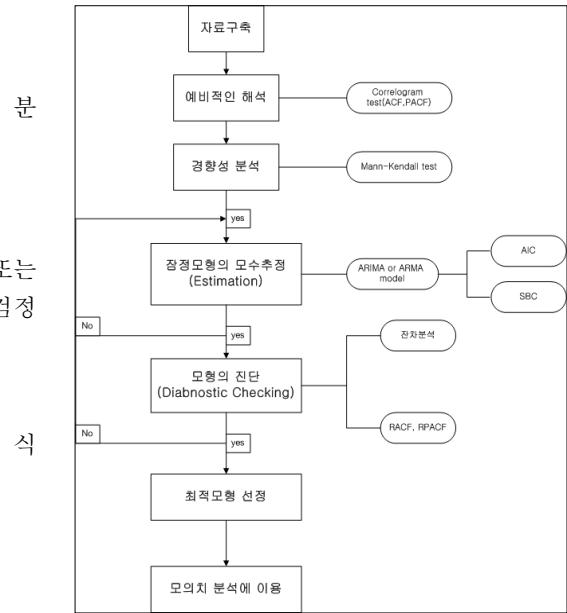 자료구축
분
예비적인 해석
Correlogram
test(ACF,PACF)
경향성 분석
Mann-Kendall test
yes
또는
검정
잠정모형의 모수추정
(Estimation)
ARIMA or ARMA
model
AIC
SBC
No
yes
잔차분석
모형의 진단
(Diabnostic Checking)
RACF, RPACF
식
No
yes
최적모형 선정
모의치 분석에 이용